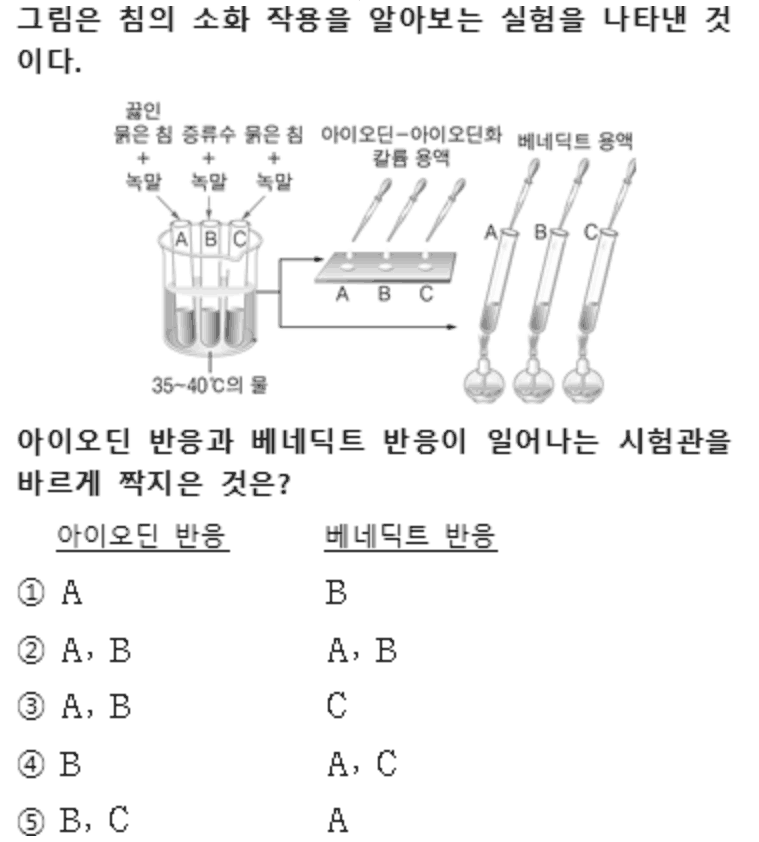 그림은 침의 소화 작용을 알아보는 실험을 나타낸 것
이다.
끓인
묽은 침 증류수 묽은 침
+ + +
녹말 녹말 녹말
아이오딘-아이오딘화
칼륨 용액
베네딕트 용액
A B C
A B C
A B C
35~40℃의 물
아이오딘 반응과 베네딕트 반응이 일어나는 시험관을
바르게 짝지은 것은?
아이오딘 반응 베네딕트 반응
① A B
② A, B A, B
③ A, B C
④ B A, C
⑤ B, C A